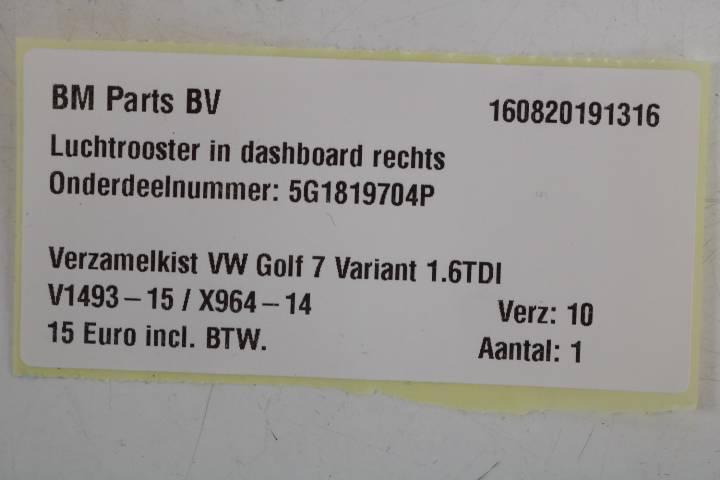 BM Parts BV 160820191316
Luchtrooster in dashboard rechts
Onderdeelnummer: 5G1819704P
Verzamelkist VW Golf 7 Variant 1.6TDI
V1493-15 / X964-14 Verz: 10
15 Euro incl. BTW. Aantal: 1